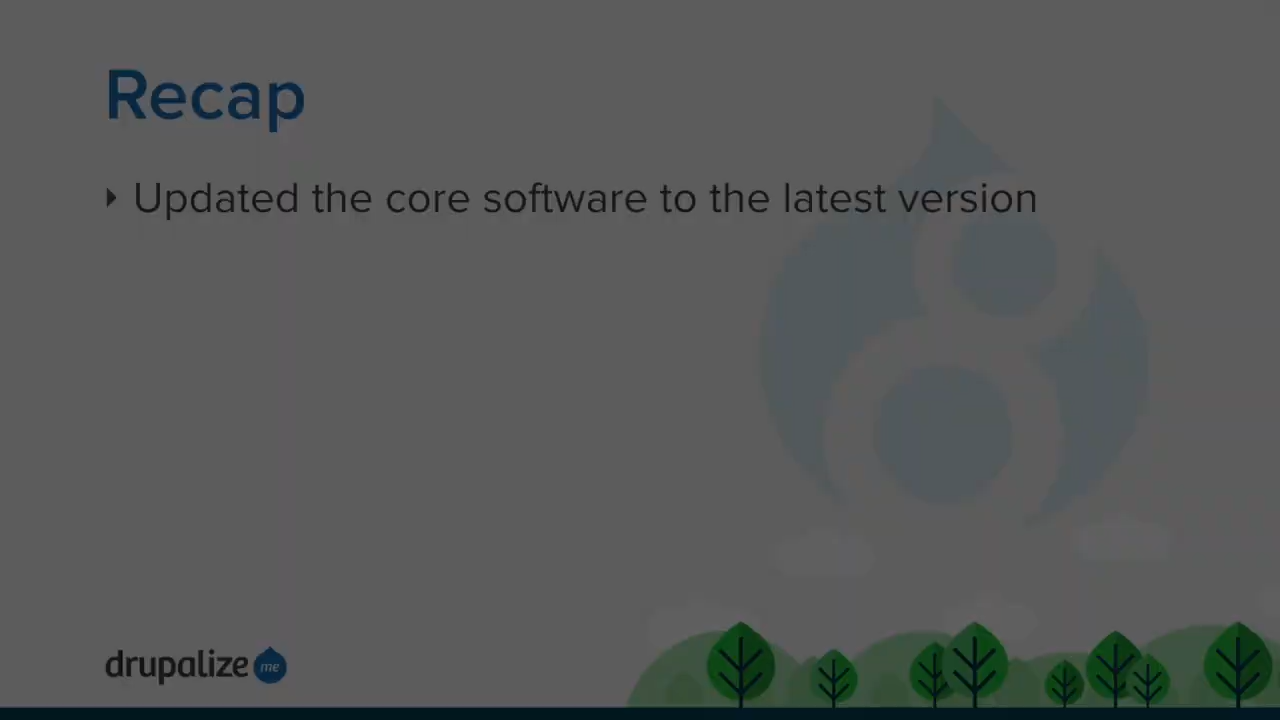 Recap
Updated the core software to the latest version
drupalize me